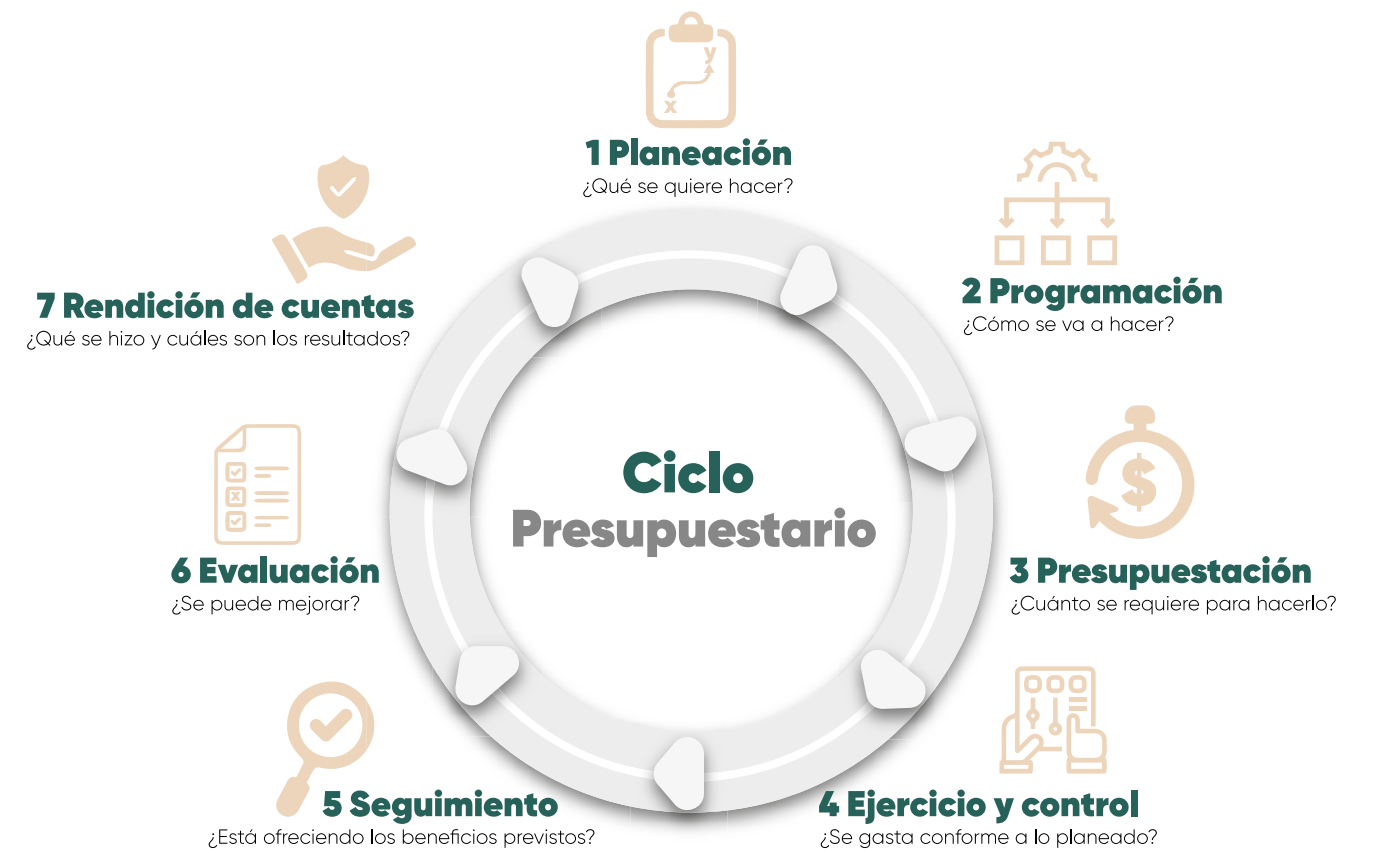 y
x
1 Planeación
¿Qué se quiere hacer?
2 Programación
¿Cómo se va a hacer?
$
3 Presupuestación
¿Cuánto se requiere para hacerlo?
4 Ejercicio y control
¿Se gasta conforme a lo planeado?
5 Seguimiento
¿Está ofreciendo los beneficios previstos?
6 Evaluación
¿Se puede mejorar?
7 Rendición de cuentas
¿Qué se hizo y cuáles son los resultados?
Ciclo
Presupuestario